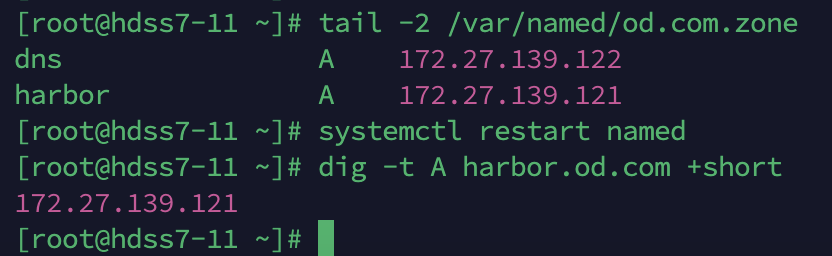 [root@hdss7-11 ~]# tail -2 /var/named/od.com.zone
dns                A    172.27.139.122
harbor             A    172.27.139.121
[root@hdss7-11 ~]# systemctl restart named
[root@hdss7-11 ~]# dig -t A harbor.od.com +short
172.27.139.121
[root@hdss7-11 ~]#